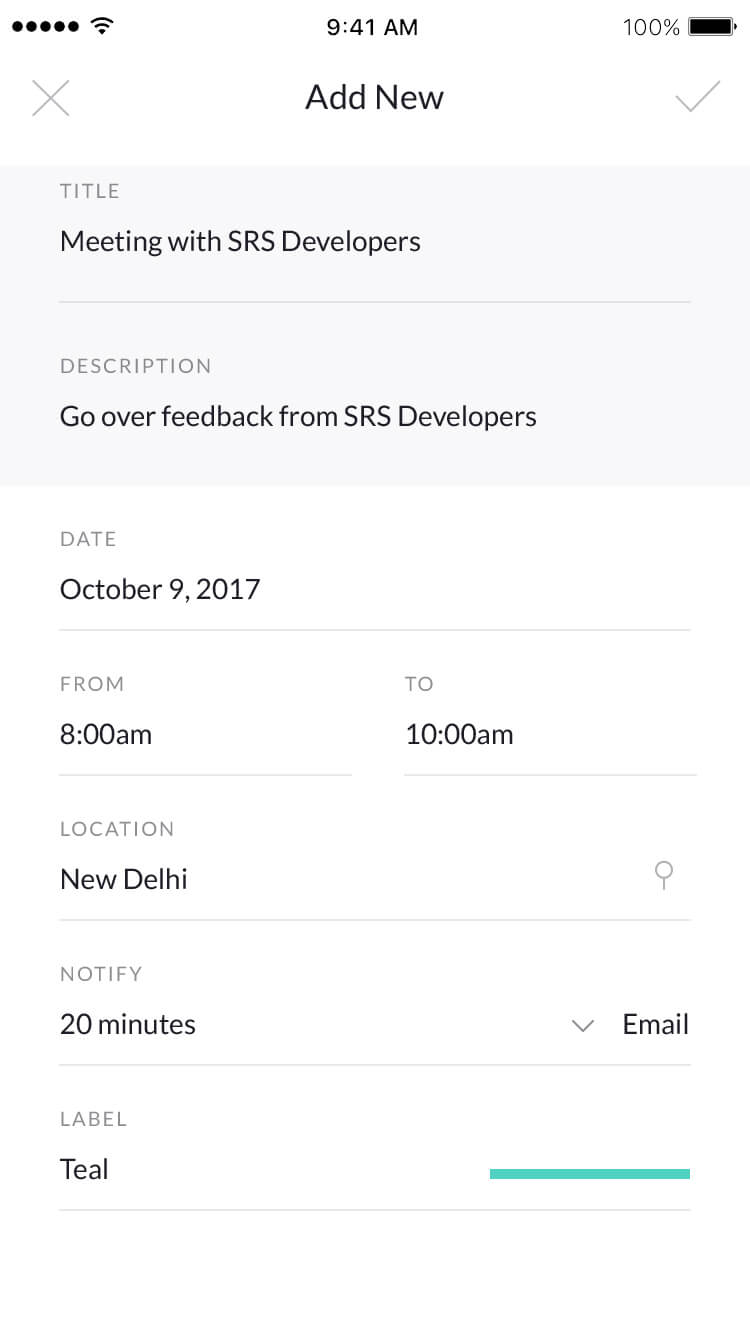 9:41 AM 100%
Add New
TITLE
Meeting with SRS Developers
DESCRIPTION
Go over feedback from SRS Developers
DATE
October 9, 2017
FROM TO
8:00am 10:00am
LOCATION
New Delhi
NOTIFY
20 minutes Email
LABEL
Teal